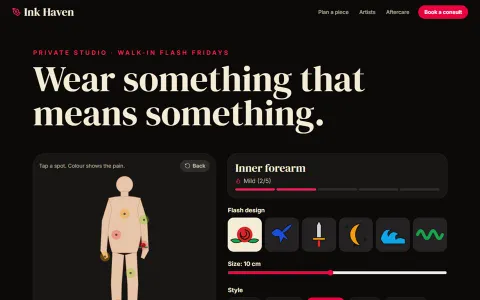 Ink Haven
Plan a piece
Artists
Aftercare
Book a consult
PRIVATE STUDIO · WALK-IN FLASH FRIDAYS
Wear something that
means something.
Tap a spot. Colour shows the pain.
Back
Inner forearm
Mild (2/5)
Flash design
Size: 10 cm
Style